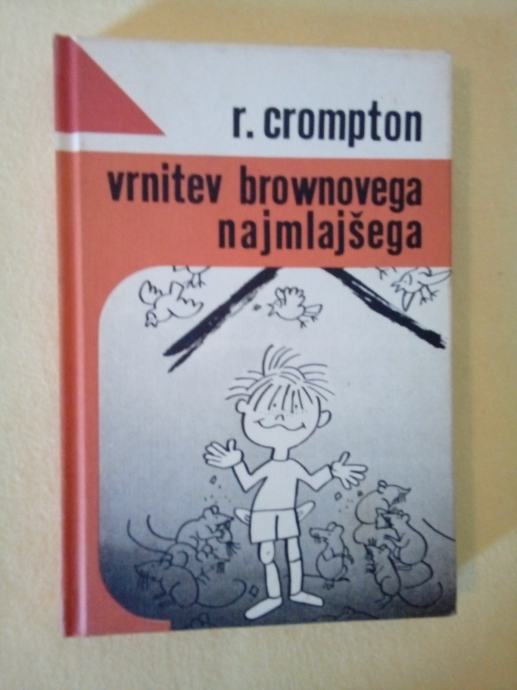 r. crompton
vrnitev brownovega
najmlajšega